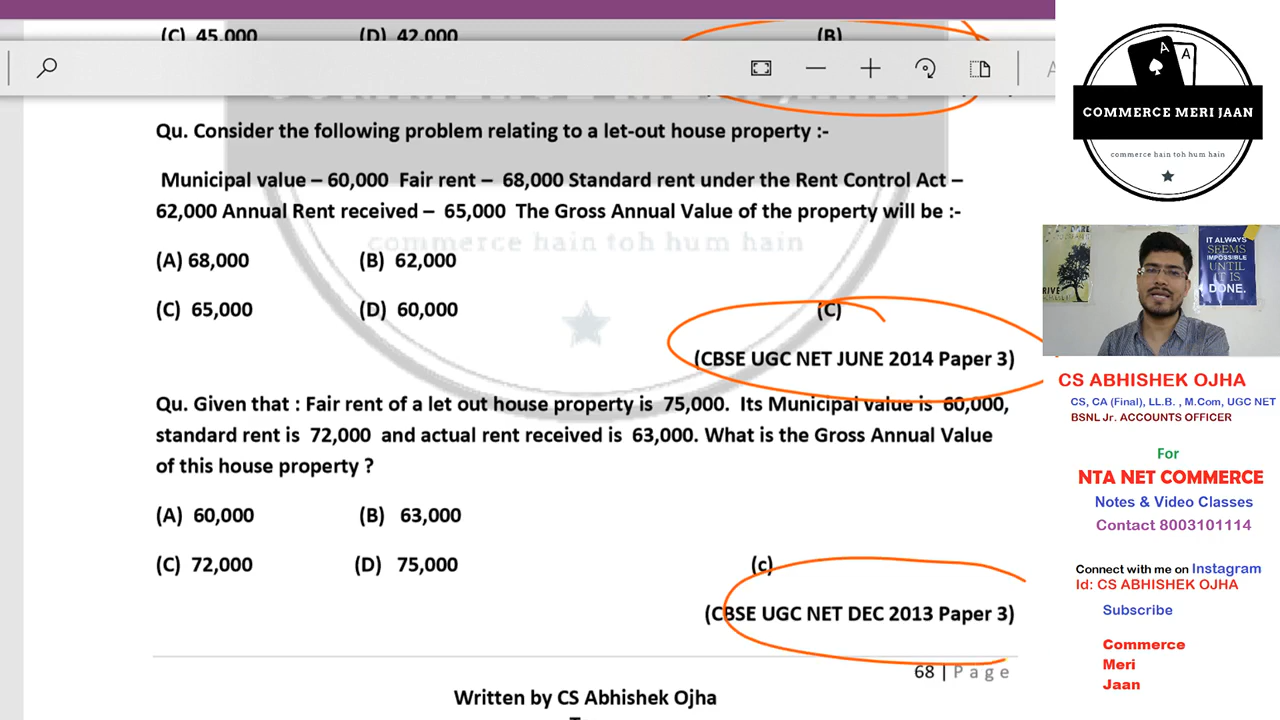 (C) 45,000 (D) 42,000 (B)
Qu. Consider the following problem relating to a let-out house property :-
Municipal value – 60,000 Fair rent – 68,000 Standard rent under the Rent Control Act –
62,000 Annual Rent received – 65,000 The Gross Annual Value of the property will be :-
commerce hain toh hum hain
(A) 68,000 (B) 62,000
(C) 65,000 (D) 60,000 (C)
(CBSE UGC NET JUNE 2014 Paper 3)
Qu. Given that : Fair rent of a let out house property is 75,000. Its Municipal value is 60,000,
standard rent is 72,000 and actual rent received is 63,000. What is the Gross Annual Value
of this house property ?
(A) 60,000 (B) 63,000
(C) 72,000 (D) 75,000 (c)
(CBSE UGC NET DEC 2013 Paper 3)
68 | Page
Written by CS Abhishek Ojha
A
A
COMMERCE MERI JAAN
commerce hain toh hum hain
IT ALWAYS
SEEMS
IMPOSSIBLE
UNTIL
IT IS
DONE.
CS ABHISHEK OJHA
CS, CA (Final), LL.B. , M.Com, UGC NET
BSNL Jr. ACCOUNTS OFFICER
For
NTA NET COMMERCE
Notes & Video Classes
Contact 8003101114
Connect with me on Instagram
Id: CS ABHISHEK OJHA
Subscribe
Commerce
Meri
Jaan